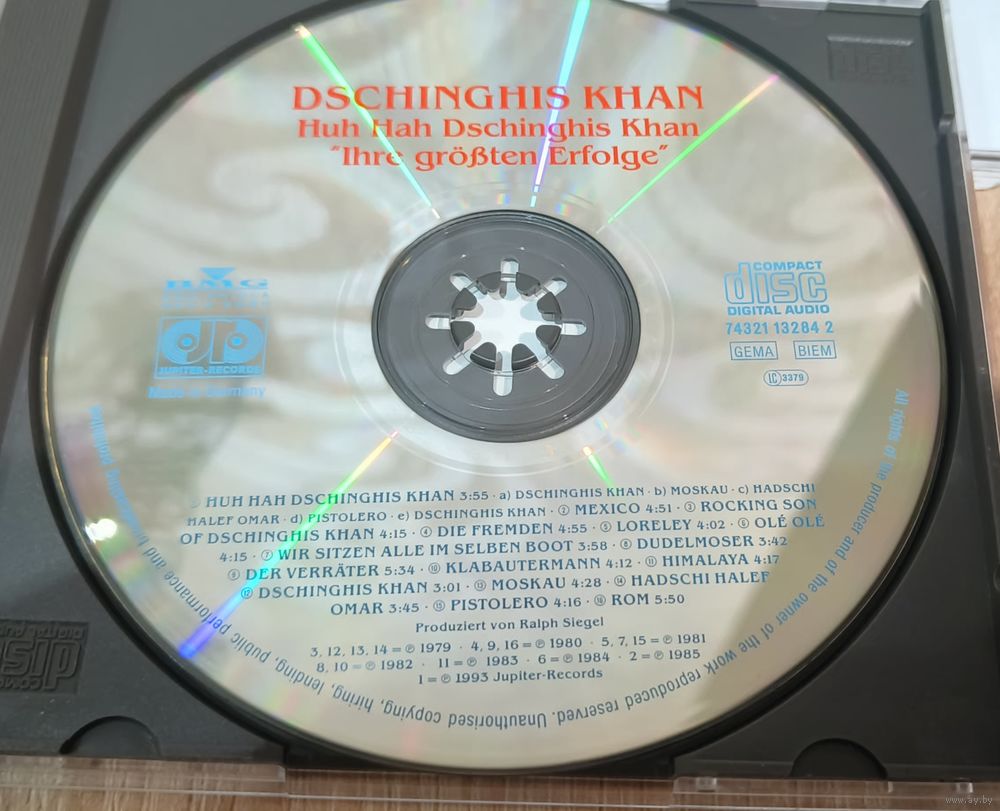 DSCHINGHIS KHAN
Huh Hah Dschinghis Khan
"Ihre größten Erfolge"
BMG
JUPITER-RECORDS
Made in Germany
COMPACT
disc
DIGITAL AUDIO
74321 13284 2
GEMA BIEM
LC 3379
HUH HAH DSCHINGHIS KHAN 3:55 · a) DSCHINGHIS KHAN · b) MOSKAU · c) HADSCHI
HALEF OMAR · d) PISTOLERO · e) DSCHINGHIS KHAN · ② MEXICO 4:51 · ③ ROCKING SON
OF DSCHINGHIS KHAN 4:15 · ④ DIE FREMDEN 4:55 · ⑤ LORELEY 4:02 · ⑥ OLÉ OLÉ
4:15 · ⑦ WIR SITZEN ALLE IM SELBEN BOOT 3:58 · ⑧ DUDELMOSER 3:42
⑨ DER VERRÄTER 5:34 · ⑩ KLABAUTERMANN 4:12 · ⑪ HIMALAYA 4:17
⑫ DSCHINGHIS KHAN 3:01 · ⑬ MOSKAU 4:28 · ⑭ HADSCHI HALEF
OMAR 3:45 · ⑮ PISTOLERO 4:16 · ⑯ ROM 5:50
Produziert von Ralph Siegel
3, 12, 13, 14 = ℗ 1979 · 4, 9, 16 = ℗ 1980 · 5, 7, 15 = ℗ 1981
8, 10 = ℗ 1982 · 11 = ℗ 1983 · 6 = ℗ 1984 · 2 = ℗ 1985
1 = ℗ 1993 Jupiter-Records
All rights of the producer and of the owner of the work reproduced reserved. Unauthorised copying, hiring, lending, public performance and broadcasting prohibited
www.ay.by